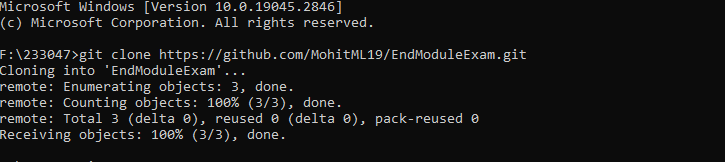 Microsoft Windows [Version 10.0.19045.2846]
(c) Microsoft Corporation. All rights reserved.
F:\233047>git clone https://github.com/MohitML19/EndModuleExam.git
Cloning into 'EndModuleExam'...
remote: Enumerating objects: 3, done.
remote: Counting objects: 100% (3/3), done.
remote: Total 3 (delta 0), reused 0 (delta 0), pack-reused 0
Receiving objects: 100% (3/3), done.